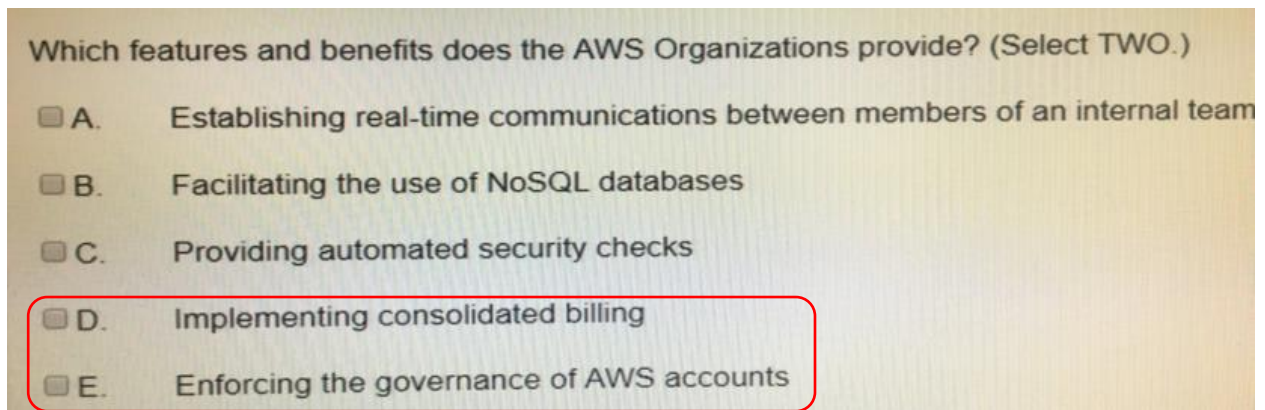 Which features and benefits does the AWS Organizations provide? (Select TWO.)
A. Establishing real-time communications between members of an internal team
B. Facilitating the use of NoSQL databases
C. Providing automated security checks
D. Implementing consolidated billing
E. Enforcing the governance of AWS accounts